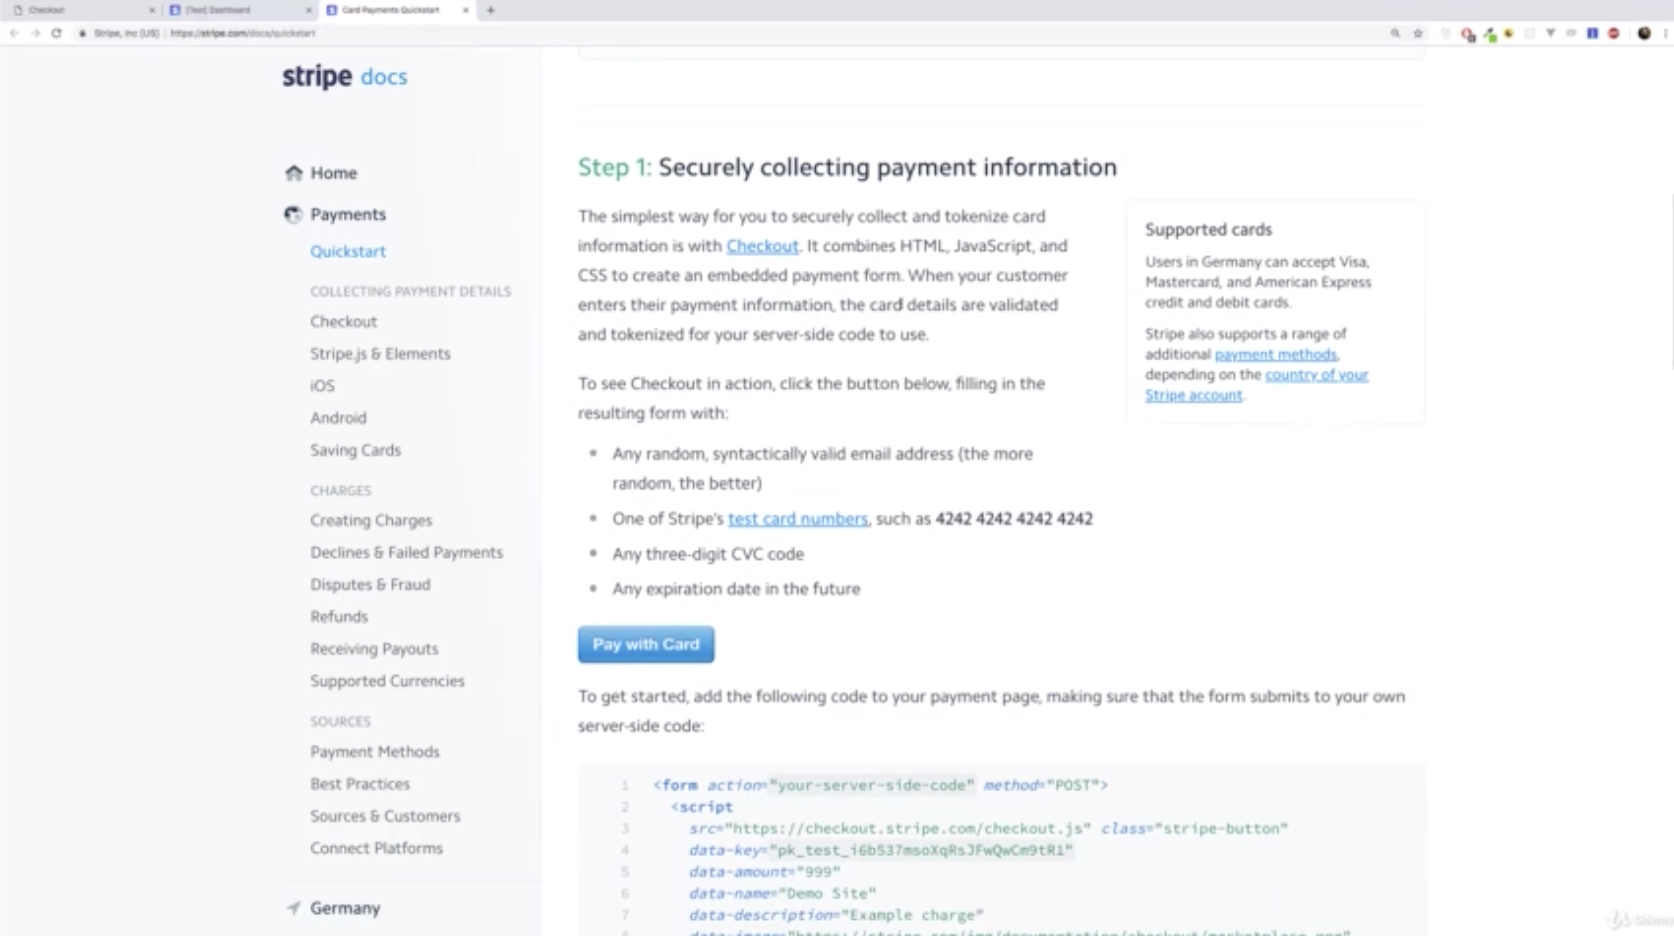 Checkout
[Test] Dashboard
Card Payments Quickstart
Stripe, Inc [US] | https://stripe.com/docs/quickstart
stripe docs
Home
Payments
Quickstart
COLLECTING PAYMENT DETAILS
Checkout
Stripe.js & Elements
iOS
Android
Saving Cards
CHARGES
Creating Charges
Declines & Failed Payments
Disputes & Fraud
Refunds
Receiving Payouts
Supported Currencies
SOURCES
Payment Methods
Best Practices
Sources & Customers
Connect Platforms
Germany
Step 1: Securely collecting payment information
The simplest way for you to securely collect and tokenize card
information is with Checkout. It combines HTML, JavaScript, and
CSS to create an embedded payment form. When your customer
enters their payment information, the card details are validated
and tokenized for your server-side code to use.
To see Checkout in action, click the button below, filling in the
resulting form with:
Any random, syntactically valid email address (the more
random, the better)
One of Stripe's test card numbers, such as 4242 4242 4242 4242
Any three-digit CVC code
Any expiration date in the future
Pay with Card
To get started, add the following code to your payment page, making sure that the form submits to your own
server-side code:
1 <form action="your-server-side-code" method="POST">
2 <script
3 src="https://checkout.stripe.com/checkout.js" class="stripe-button"
4 data-key="pk_test_i6b537msoXqRsJFwQwCm9tR1"
5 data-amount="999"
6 data-name="Demo Site"
7 data-description="Example charge"
Supported cards
Users in Germany can accept Visa,
Mastercard, and American Express
credit and debit cards.
Stripe also supports a range of
additional payment methods,
depending on the country of your
Stripe account.
Udemy